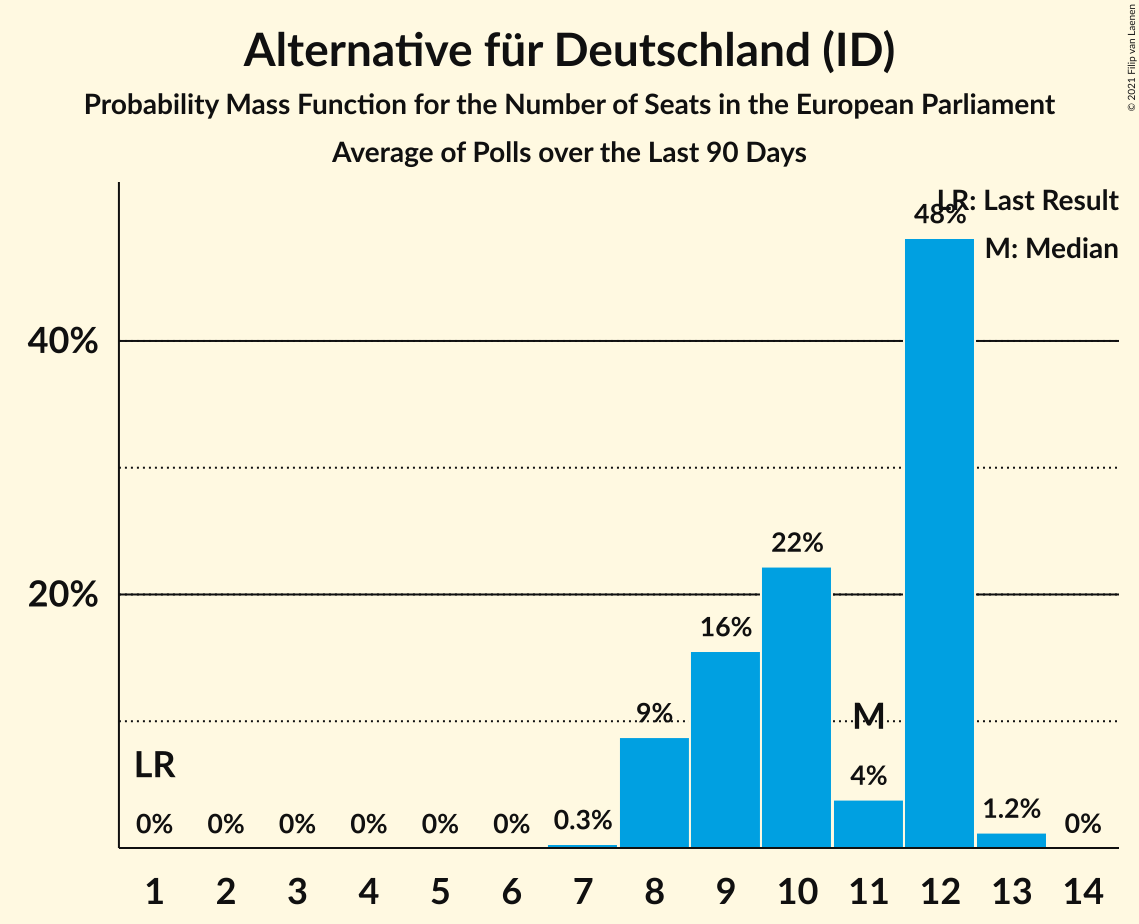 Alternative für Deutschland (ID)
Probability Mass Function for the Number of Seats in the European Parliament
Average of Polls over the Last 90 Days
© 2021 Filip van Laenen
LR: Last Result
M: Median
48%
40%
22%
20%
16%
9%
M
LR
4%
0% 0% 0% 0% 0% 0% 0.3% 1.2% 0%
1 2 3 4 5 6 7 8 9 10 11 12 13 14